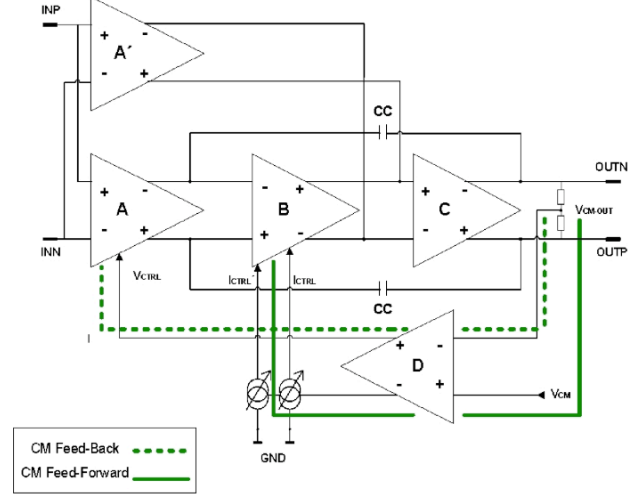 INP
+ -
A´
- +
CC
OUTN
+ -
A
- +
- +
B
+ -
+ -
C
- +
VCM-OUT
INN
OUTP
VCTRL
ICTRL´
ICTRL
CC
I
+ -
D
- +
VCM
GND
CM Feed-Back
CM Feed-Forward